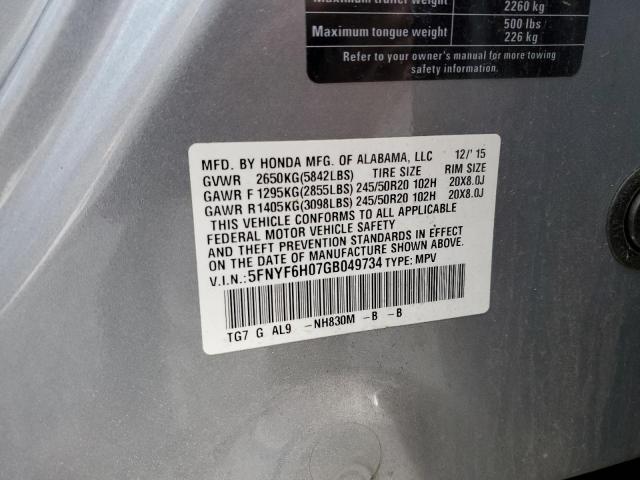 Maximum trailer weight 2260 kg
Maximum tongue weight 500 lbs
226 kg
Refer to your owner's manual for more towing
safety information.
MFD. BY HONDA MFG. OF ALABAMA, LLC 12/'15
GVWR 2650KG(5842LBS) TIRE SIZE RIM SIZE
GAWR F 1295KG(2855LBS) 245/50R20 102H 20X8.0J
GAWR R 1405KG(3098LBS) 245/50R20 102H 20X8.0J
THIS VEHICLE CONFORMS TO ALL APPLICABLE
FEDERAL MOTOR VEHICLE SAFETY
AND THEFT PREVENTION STANDARDS IN EFFECT
ON THE DATE OF MANUFACTURE SHOWN ABOVE.
V.I.N.: 5FNYF6H07GB049734 TYPE: MPV
TG7 G AL9 -NH830M -B -B